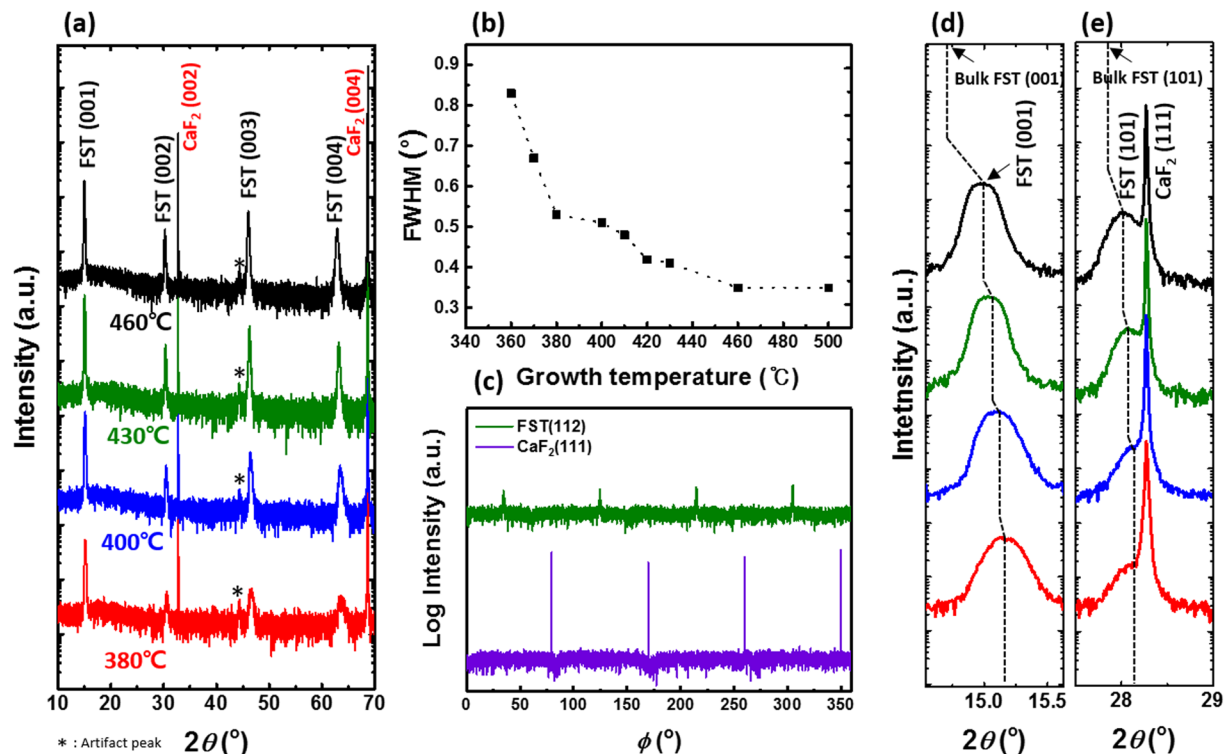 (a)
Intensity (a.u.)
FST (001)
FST (002)
CaF₂ (002)
FST (003)
FST (004)
CaF₂ (004)
*
460℃
*
430℃
*
400℃
*
380℃
10 20 30 40 50 60 70
* : Artifact peak
2θ (°)
(b)
FWHM (°)
0.9
0.8
0.7
0.6
0.5
0.4
0.3
340 360 380 400 420 440 460 480 500
Growth temperature (℃)
(c)
Log Intensity (a.u.)
FST(112)
CaF₂(111)
0 50 100 150 200 250 300 350
ϕ (°)
(d)
Intetnsity (a.u.)
Bulk FST (001)
FST (001)
15.0 15.5
2θ (°)
(e)
Bulk FST (101)
FST (101)
CaF₂ (111)
28 29
2θ (°)